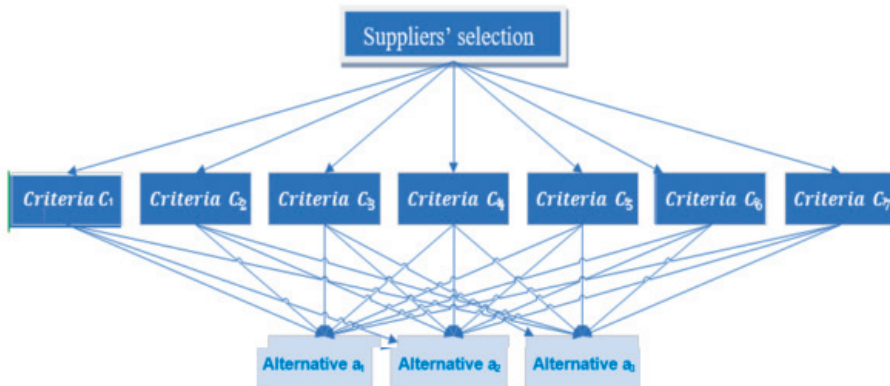 Suppliers' selection
Criteria C₁
Criteria C₂
Criteria C₃
Criteria C₄
Criteria C₅
Criteria C₆
Criteria C₇
Alternative a₁
Alternative a₂
Alternative a₃